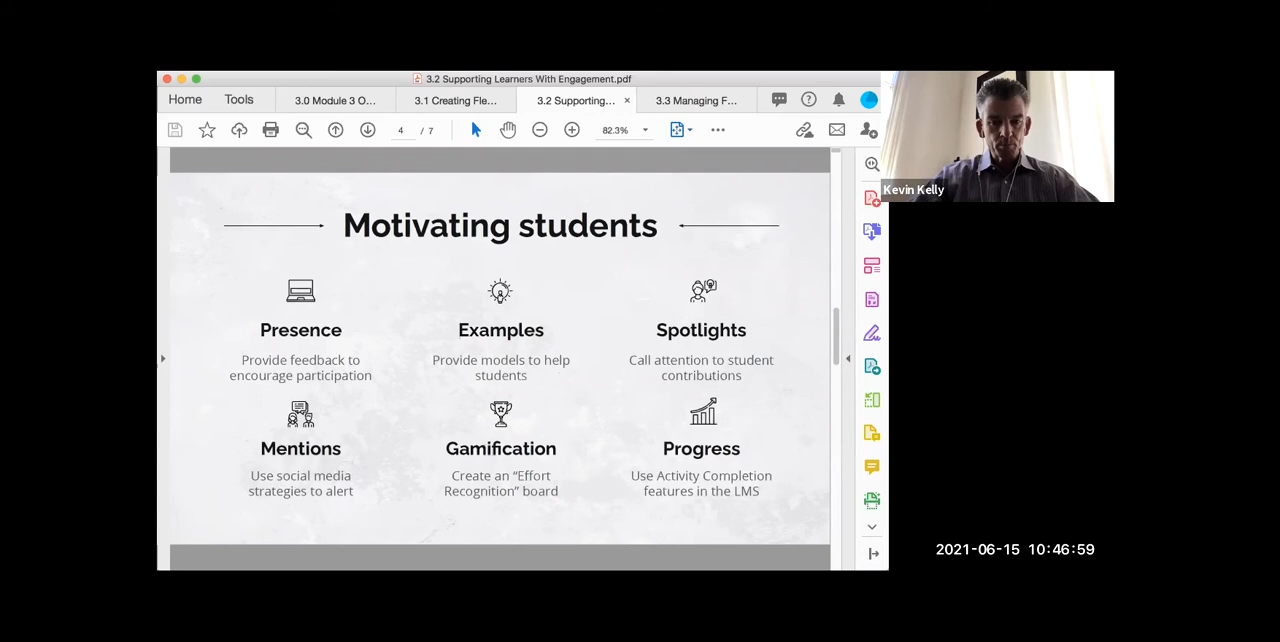 3.2 Supporting Learners With Engagement.pdf
Home Tools 3.0 Module 3 O... 3.1 Creating Fle... 3.2 Supporting... × 3.3 Managing F...
4 / 7 82.3%
Kevin Kelly
Motivating students
Presence Examples Spotlights
Provide feedback to Provide models to help Call attention to student
encourage participation students contributions
Mentions Gamification Progress
Use social media Create an “Effort Use Activity Completion
strategies to alert Recognition” board features in the LMS
2021-06-15 10:46:59